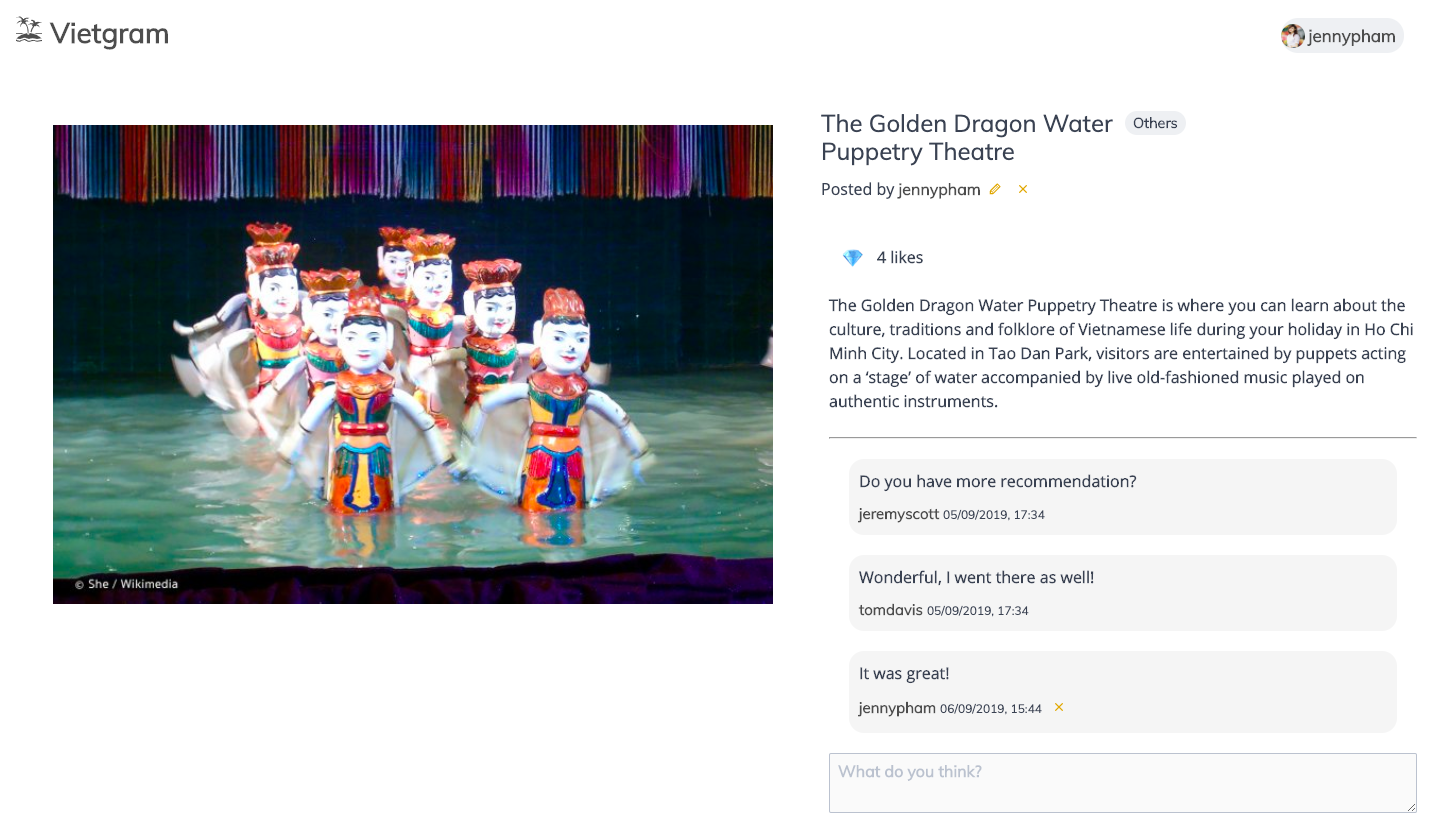 Vietgram
jennypham
© She / Wikimedia
The Golden Dragon Water
Puppetry Theatre
Others
Posted by jennypham
4 likes
The Golden Dragon Water Puppetry Theatre is where you can learn about the
culture, traditions and folklore of Vietnamese life during your holiday in Ho Chi
Minh City. Located in Tao Dan Park, visitors are entertained by puppets acting
on a ‘stage’ of water accompanied by live old-fashioned music played on
authentic instruments.
Do you have more recommendation?
jeremyscott 05/09/2019, 17:34
Wonderful, I went there as well!
tomdavis 05/09/2019, 17:34
It was great!
jennypham 06/09/2019, 15:44
What do you think?